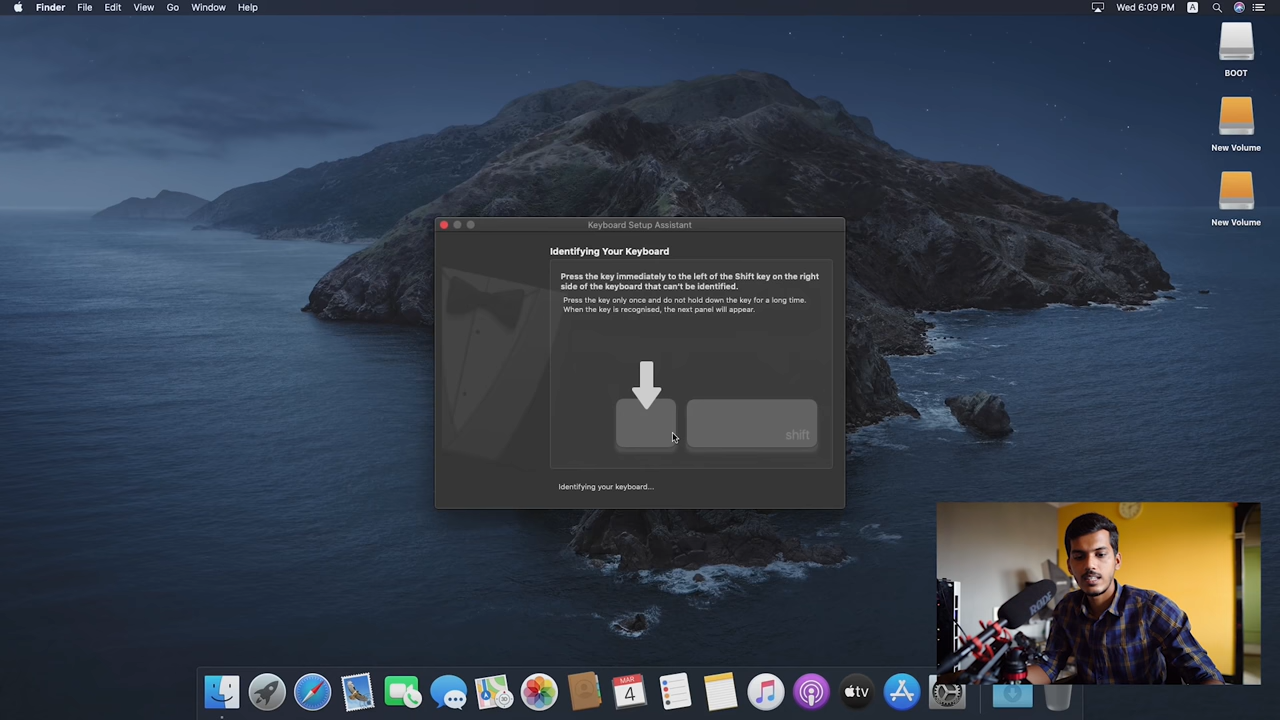 Finder File Edit View Go Window Help
Wed 6:09 PM A
BOOT
New Volume
New Volume
Keyboard Setup Assistant
Identifying Your Keyboard
Press the key immediately to the left of the Shift key on the right
side of the keyboard that can't be identified.
Press the key only once and do not hold down the key for a long time.
When the key is recognised, the next panel will appear.
shift
Identifying your keyboard...
RODE
MAR
4
tv